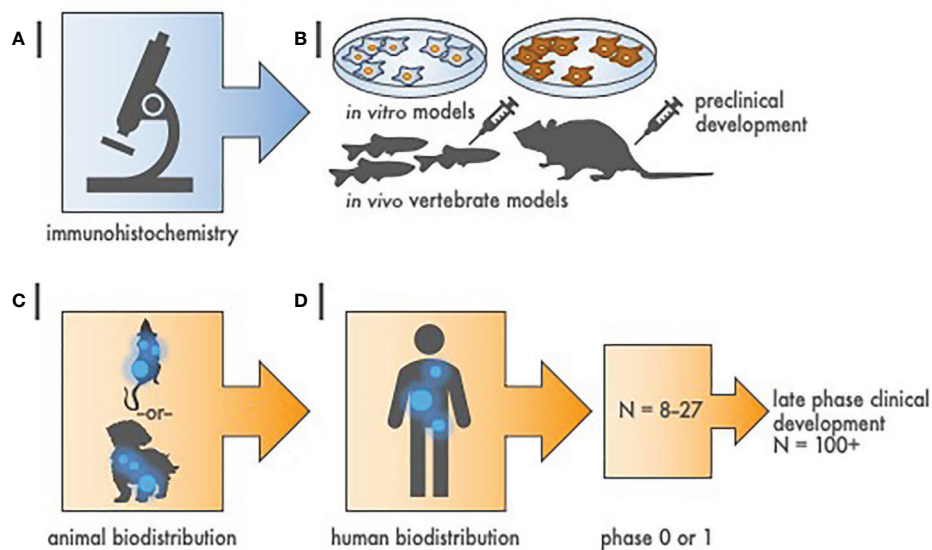 A
B
in vitro models
preclinical
development
in vivo vertebrate models
immunohistochemistry
C
D
–or–
N = 8–27
late phase clinical
development
N = 100+
animal biodistribution
human biodistribution
phase 0 or 1